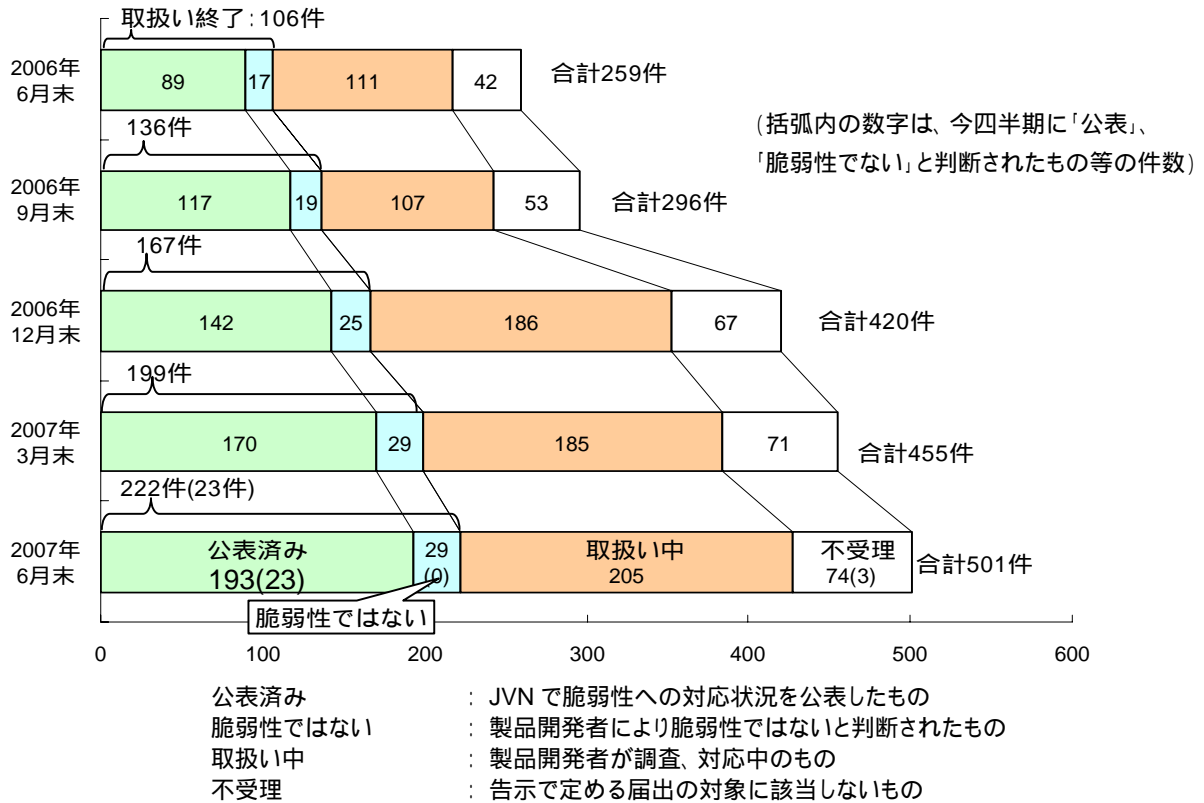 取扱い終了:106件
2006年
6月末
89
17
111
42
合計259件
(括弧内の数字は、今四半期に「公表」、
「脆弱性でない」と判断されたもの等の件数)
136件
2006年
9月末
117
19
107
53
合計296件
167件
2006年
12月末
142
25
186
67
合計420件
199件
2007年
3月末
170
29
185
71
合計455件
222件(23件)
2007年
6月末
公表済み
193(23)
29
(0)
取扱い中
205
不受理
74(3)
合計501件
脆弱性ではない
0 100 200 300 400 500 600
公表済み : JVN で脆弱性への対応状況を公表したもの
脆弱性ではない : 製品開発者により脆弱性ではないと判断されたもの
取扱い中 : 製品開発者が調査、対応中のもの
不受理 : 告示で定める届出の対象に該当しないもの